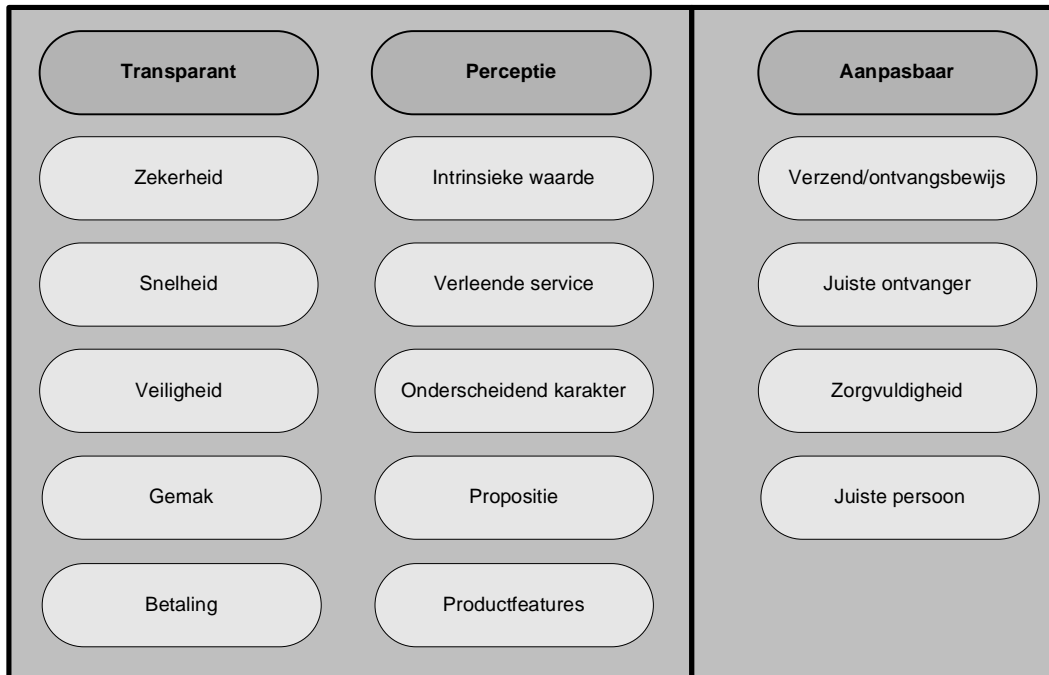 Transparant
Perceptie
Aanpasbaar
Zekerheid
Intrinsieke waarde
Verzend/ontvangsbewijs
Snelheid
Verleende service
Juiste ontvanger
Veiligheid
Onderscheidend karakter
Zorgvuldigheid
Gemak
Propositie
Juiste persoon
Betaling
Productfeatures